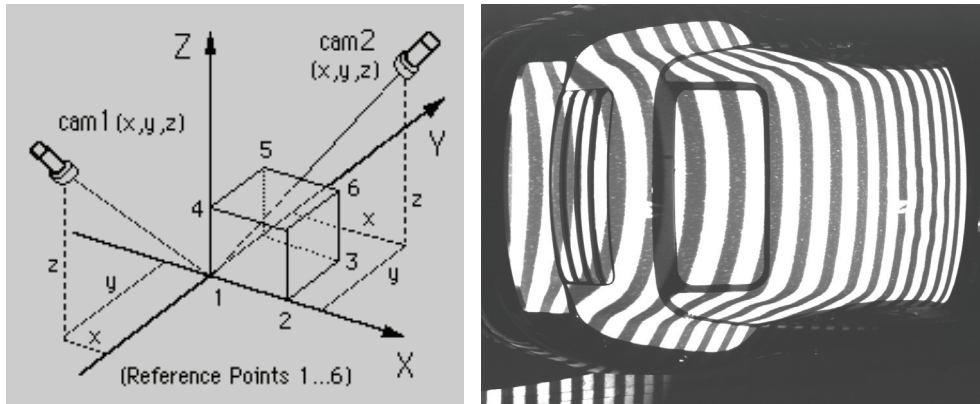 Z
cam2
(x,y,z)
cam1(x,y,z)
Y
5
6
4
x
z
3
z
y
y
1
2
x
X
(Reference Points 1...6)